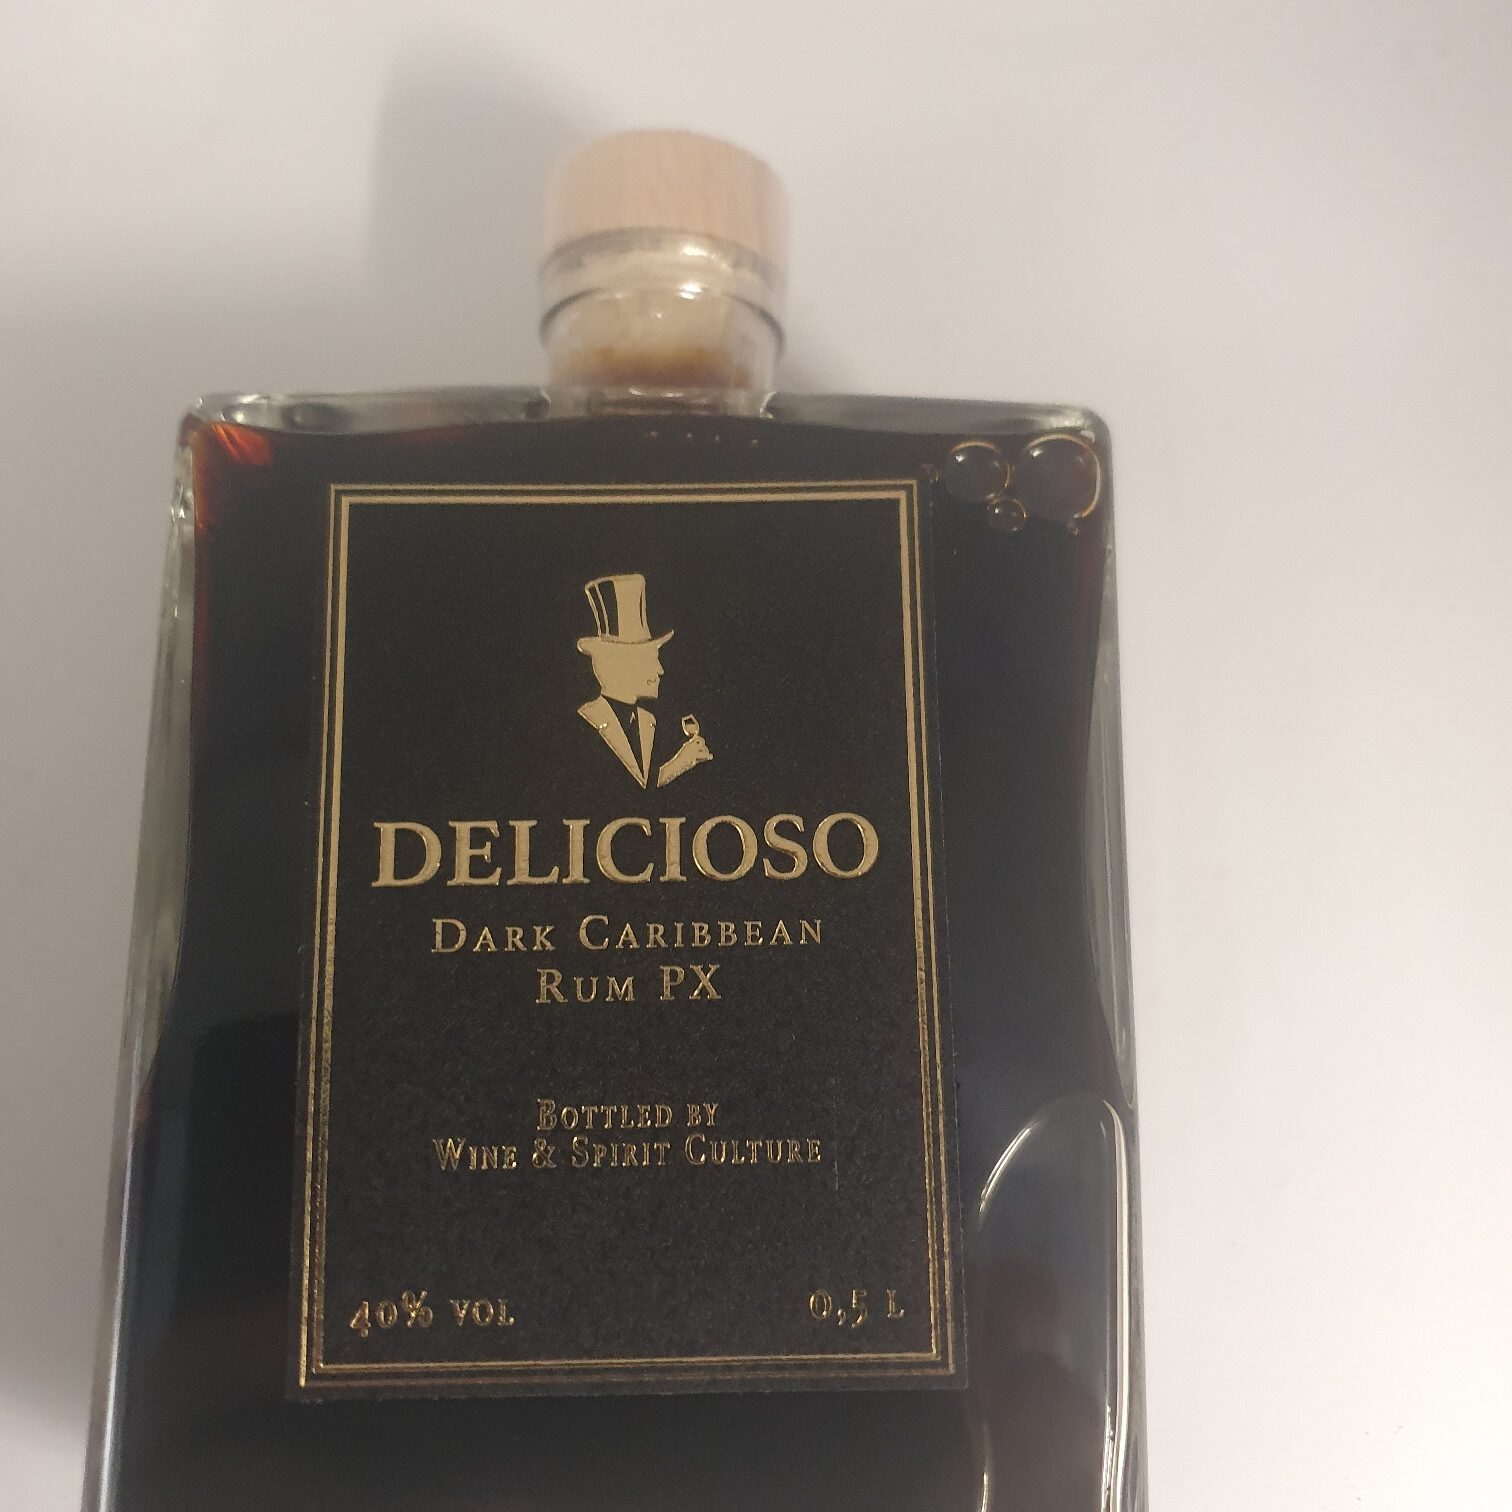 DELICIOSO
DARK CARIBBEAN
RUM PX
BOTTLED BY
WINE & SPIRIT CULTURE
40% VOL
0,5 L